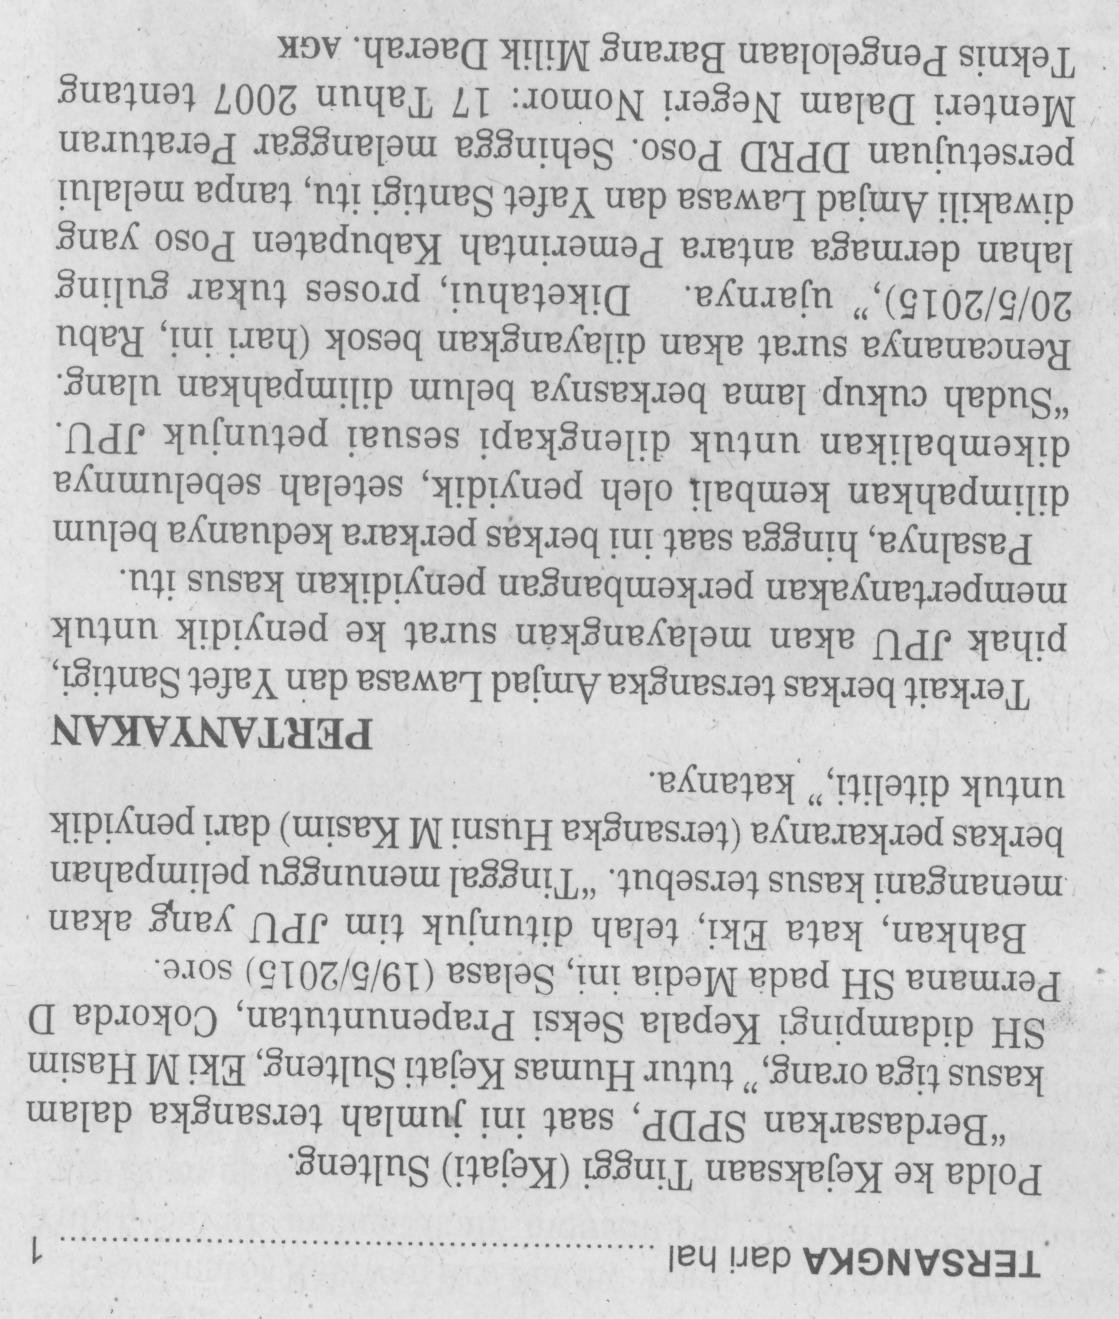 TERSANGKA dari hal ........................................................ 1
Polda ke Kejaksaan Tinggi (Kejati) Sulteng.
“Berdasarkan SPDP, saat ini jumlah tersangka dalam
kasus tiga orang,” tutur Humas Kejati Sulteng, Eki M Hasim
SH didampingi Kepala Seksi Prapenuntutan, Cokorda D
Permana SH pada Media ini, Selasa (19/5/2015) sore.
Bahkan, kata Eki, telah ditunjuk tim JPU yang akan
menangani kasus tersebut. “Tinggal menunggu pelimpahan
berkas perkaranya (tersangka Husni M Kasim) dari penyidik
untuk diteliti,” katanya.
PERTANYAKAN
Terkait berkas tersangka Amjad Lawasa dan Yafet Santigi,
pihak JPU akan melayangkan surat ke penyidik untuk
mempertanyakan perkembangan penyidikan kasus itu.
Pasalnya, hingga saat ini berkas perkara keduanya belum
dilimpahkan kembali oleh penyidik, setelah sebelumnya
dikembalikan untuk dilengkapi sesuai petunjuk JPU.
“Sudah cukup lama berkasnya belum dilimpahkan ulang.
Rencananya surat akan dilayangkan besok (hari ini, Rabu
20/5/2015),” ujarnya. Diketahui, proses tukar guling
lahan dermaga antara Pemerintah Kabupaten Poso yang
diwakili Amjad Lawasa dan Yafet Santigi itu, tanpa melalui
persetujuan DPRD Poso. Sehingga melanggar Peraturan
Menteri Dalam Negeri Nomor: 17 Tahun 2007 tentang
Teknis Pengelolaan Barang Milik Daerah. AGK